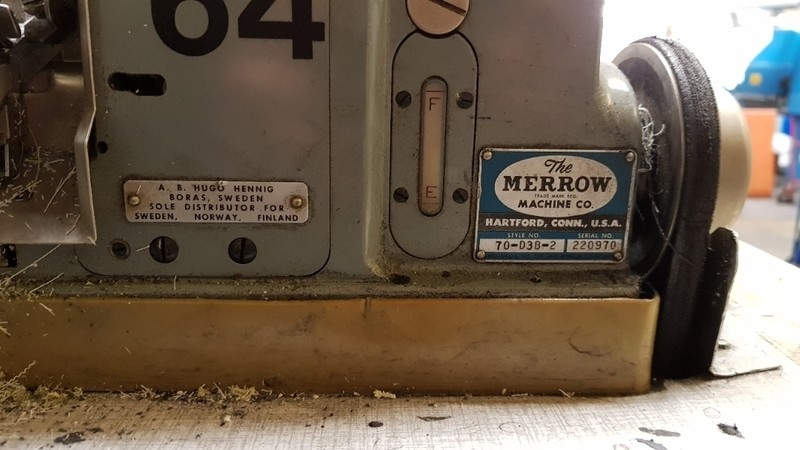 64
F
E
A. B. HUGO HENNIG
BORAS, SWEDEN
SOLE DISTRIBUTOR FOR
SWEDEN, NORWAY, FINLAND
The
MERROW
TRADE MARK REG.
MACHINE CO.
HARTFORD, CONN., U.S.A.
STYLE NO. SERIAL NO.
70-D3B-2 220970